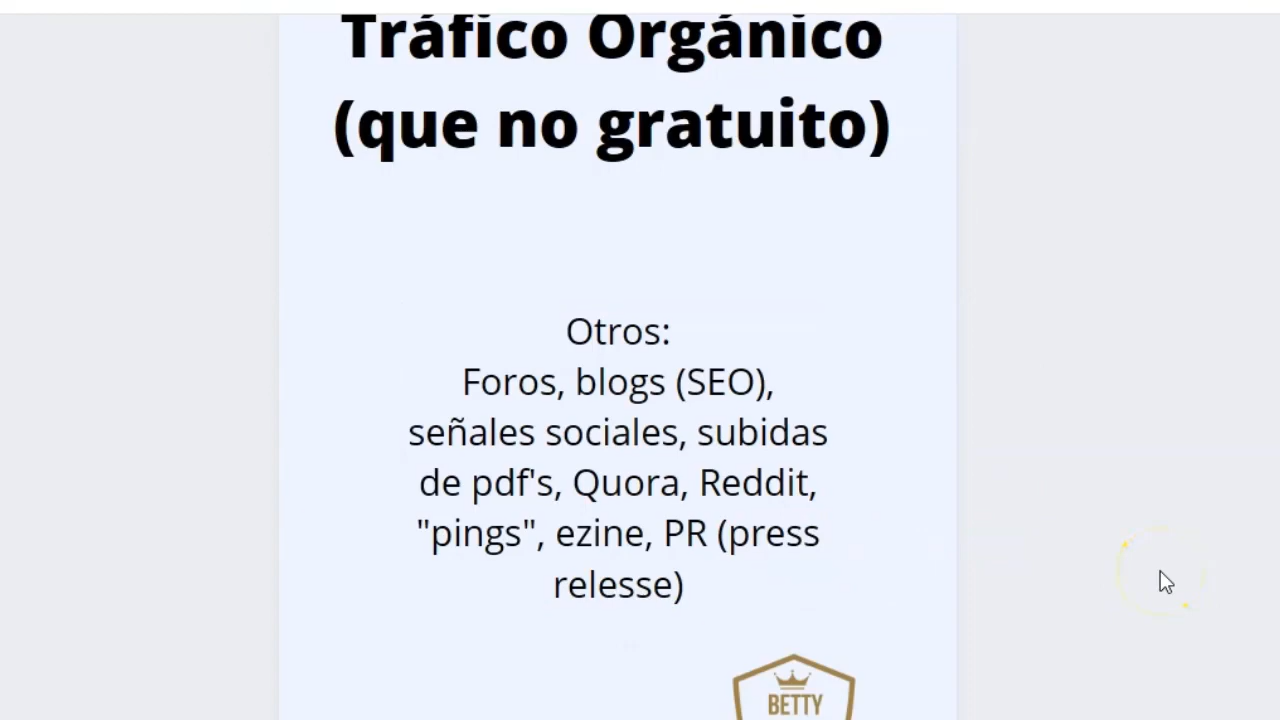 Tráfico Orgánico
(que no gratuito)
Otros:
Foros, blogs (SEO),
señales sociales, subidas
de pdf's, Quora, Reddit,
"pings", ezine, PR (press
relesse)
BETTY